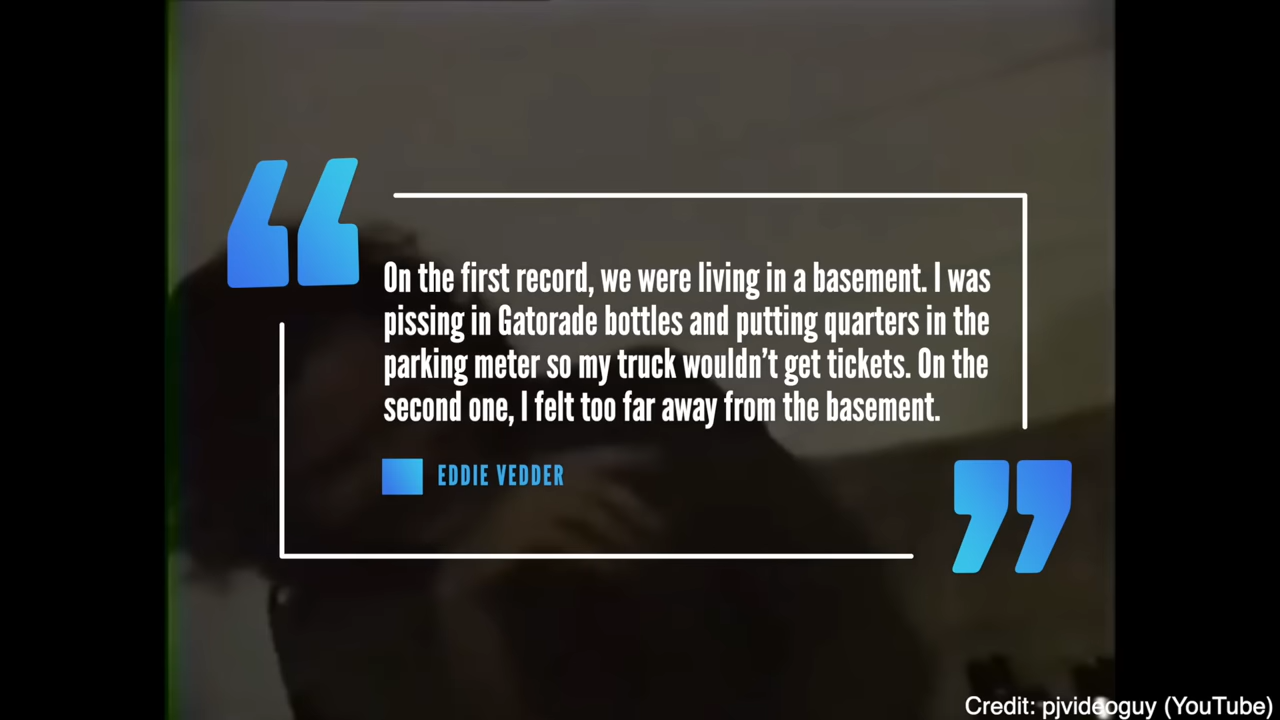 “
On the first record, we were living in a basement. I was
pissing in Gatorade bottles and putting quarters in the
parking meter so my truck wouldn’t get tickets. On the
second one, I felt too far away from the basement.
EDDIE VEDDER
”
Credit: pjvideoguy (YouTube)